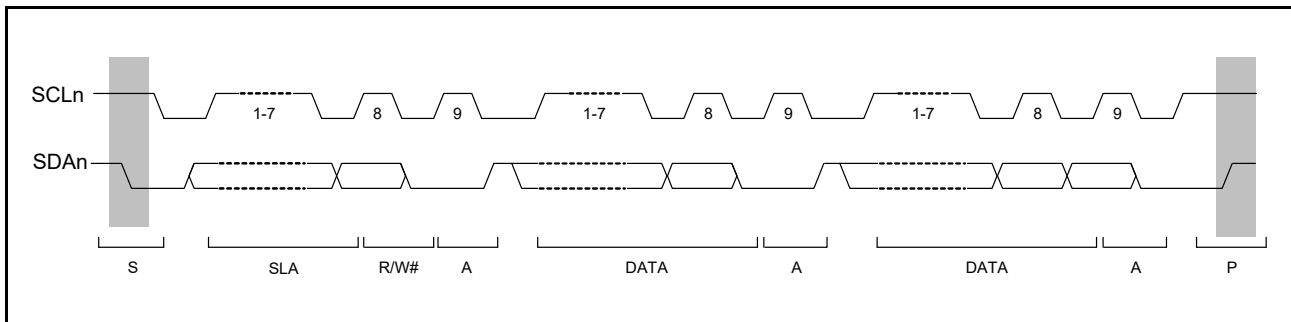 SCLn
1-7 8 9 1-7 8 9 1-7 8 9
SDAn
S SLA R/W# A DATA A DATA A P